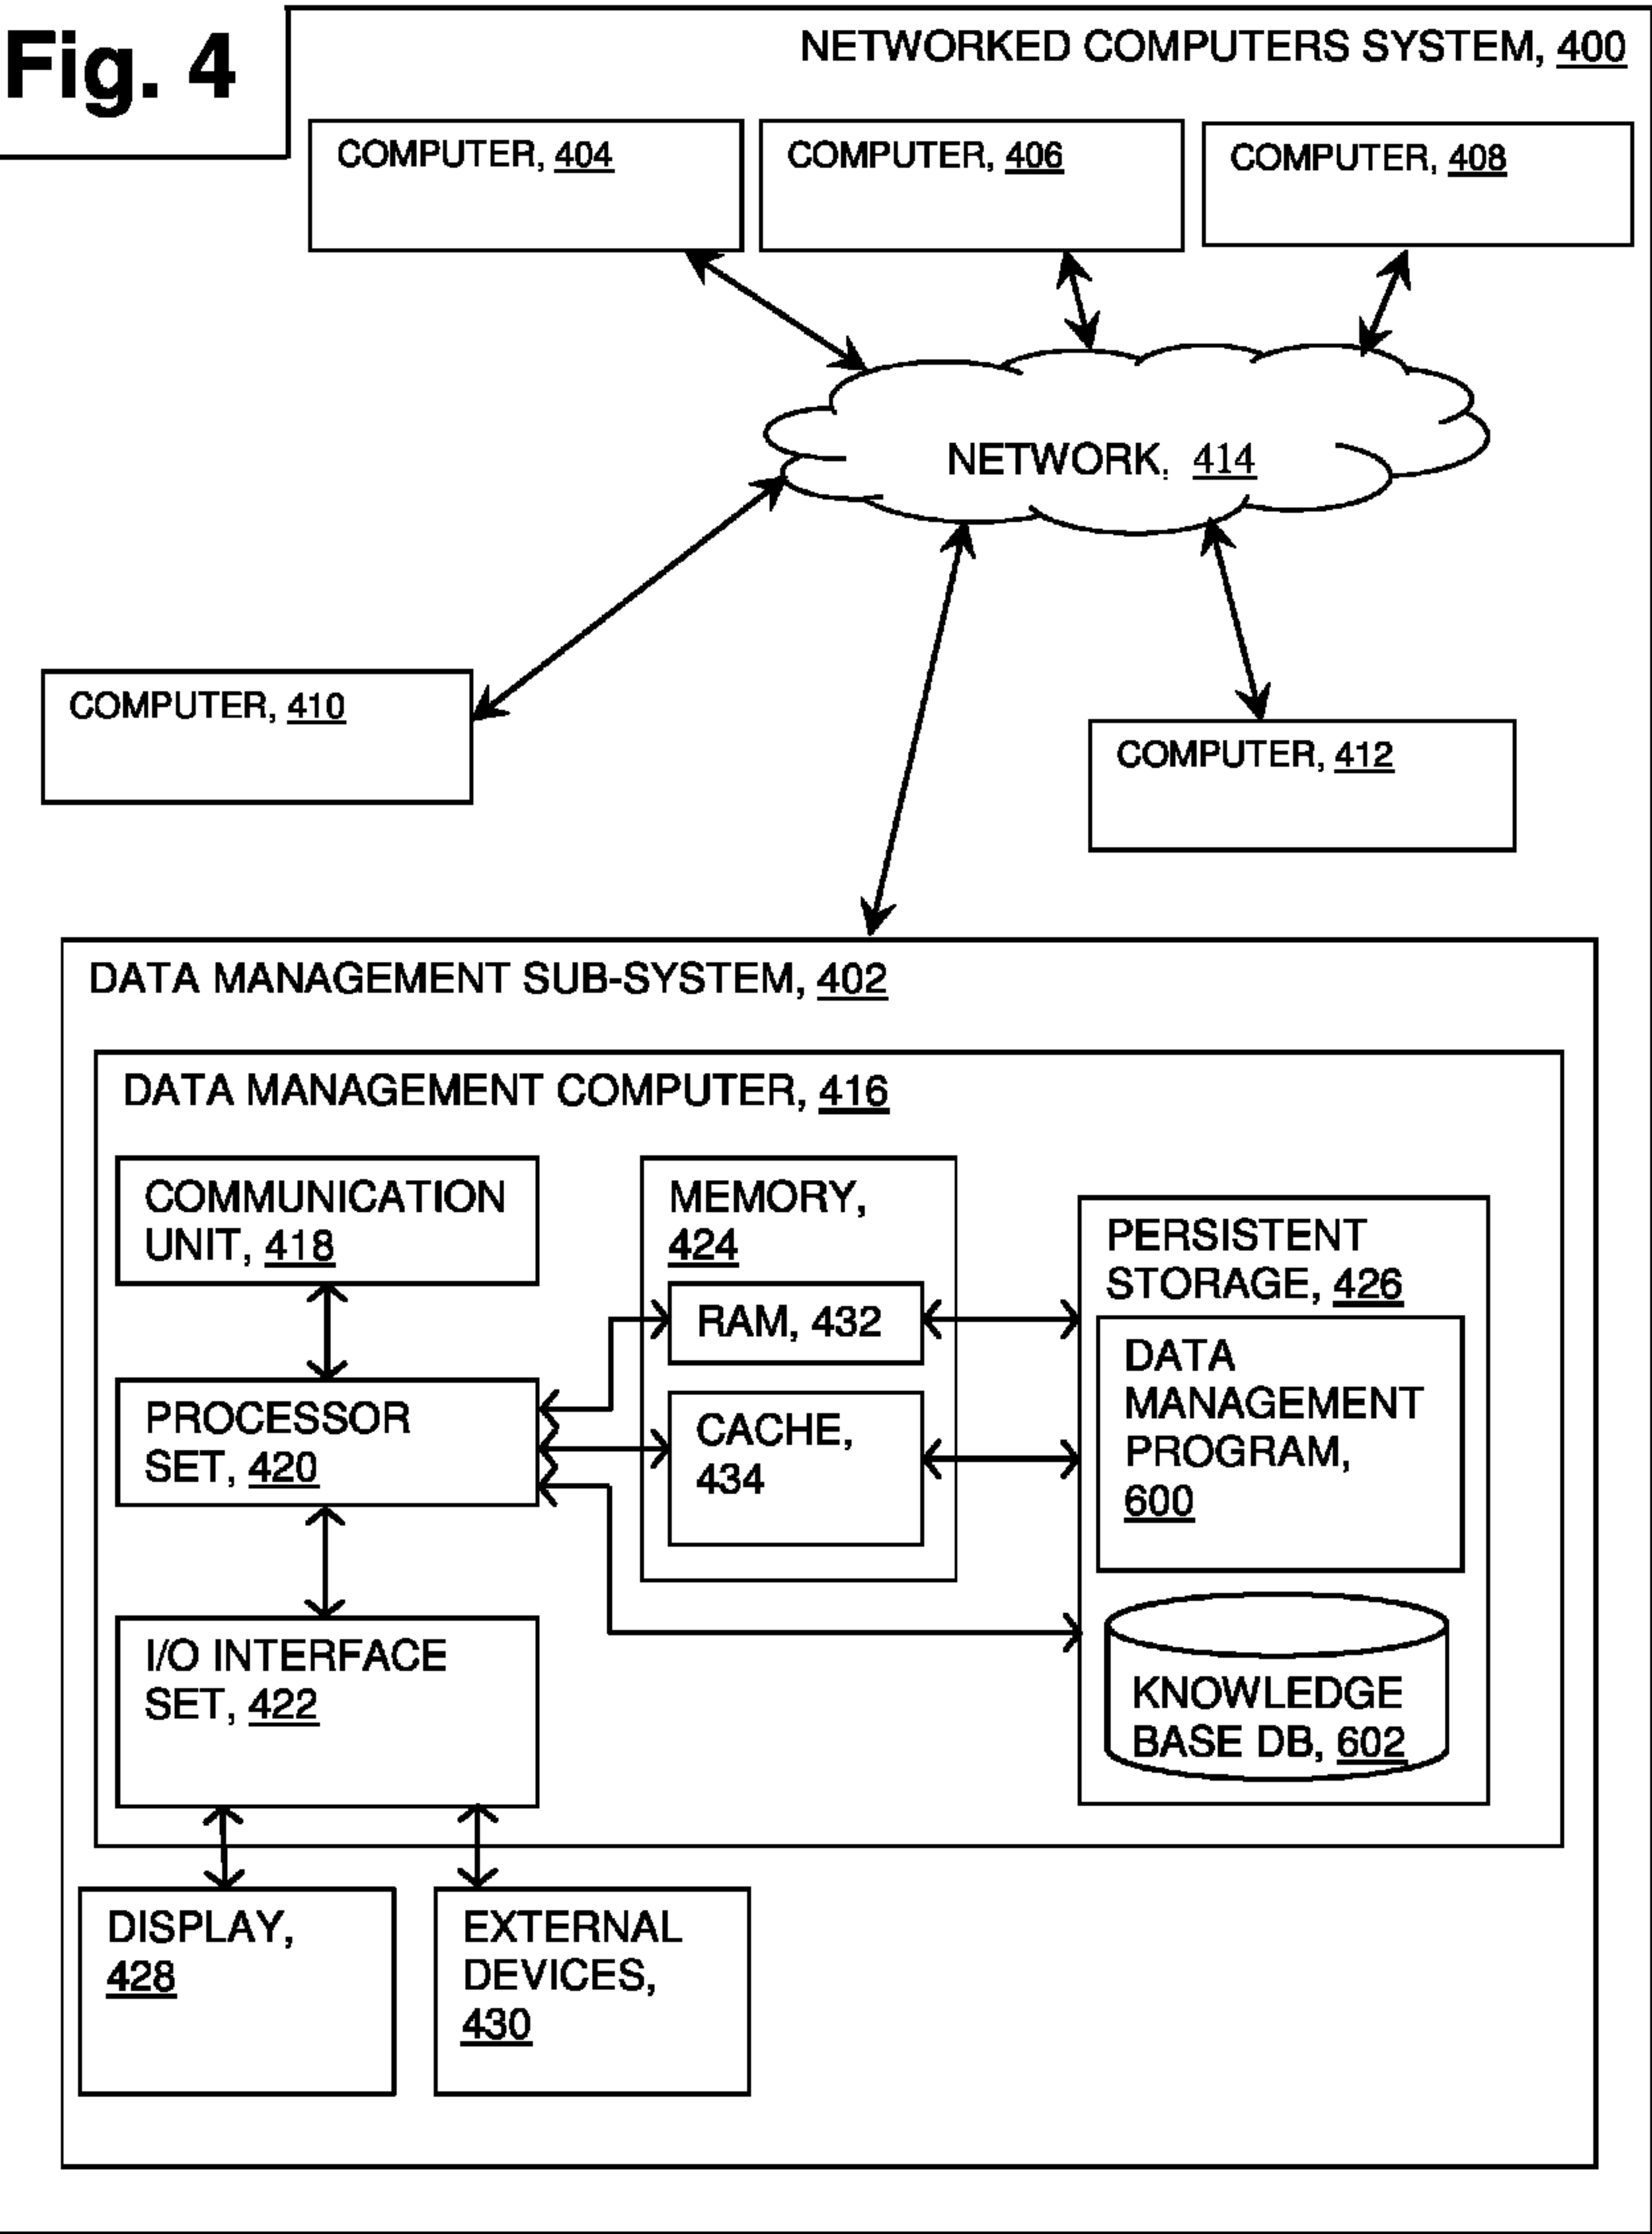 Fig. 4
NETWORKED COMPUTERS SYSTEM, 400
COMPUTER, 404
COMPUTER, 406
COMPUTER, 408
NETWORK, 414
COMPUTER, 410
COMPUTER, 412
DATA MANAGEMENT SUB-SYSTEM, 402
DATA MANAGEMENT COMPUTER, 416
COMMUNICATION
UNIT, 418
PROCESSOR
SET, 420
I/O INTERFACE
SET, 422
MEMORY,
424
RAM, 432
CACHE,
434
PERSISTENT
STORAGE, 426
DATA
MANAGEMENT
PROGRAM,
600
KNOWLEDGE
BASE DB, 602
DISPLAY,
428
EXTERNAL
DEVICES,
430